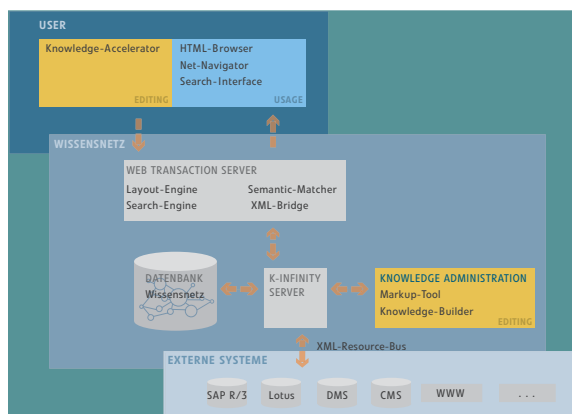 USER
Knowledge-Accelerator
HTML-Browser
Net-Navigator
Search-Interface
EDITING
USAGE
WISSENSNETZ
WEB TRANSACTION SERVER
Layout-Engine
Semantic-Matcher
Search-Engine
XML-Bridge
DATENBANK
Wissensnetz
K-INFINITY
SERVER
KNOWLEDGE ADMINISTRATION
Markup-Tool
Knowledge-Builder
EDITING
XML-Resource-Bus
EXTERNE SYSTEME
SAP R/3
Lotus
DMS
CMS
WWW
. . .